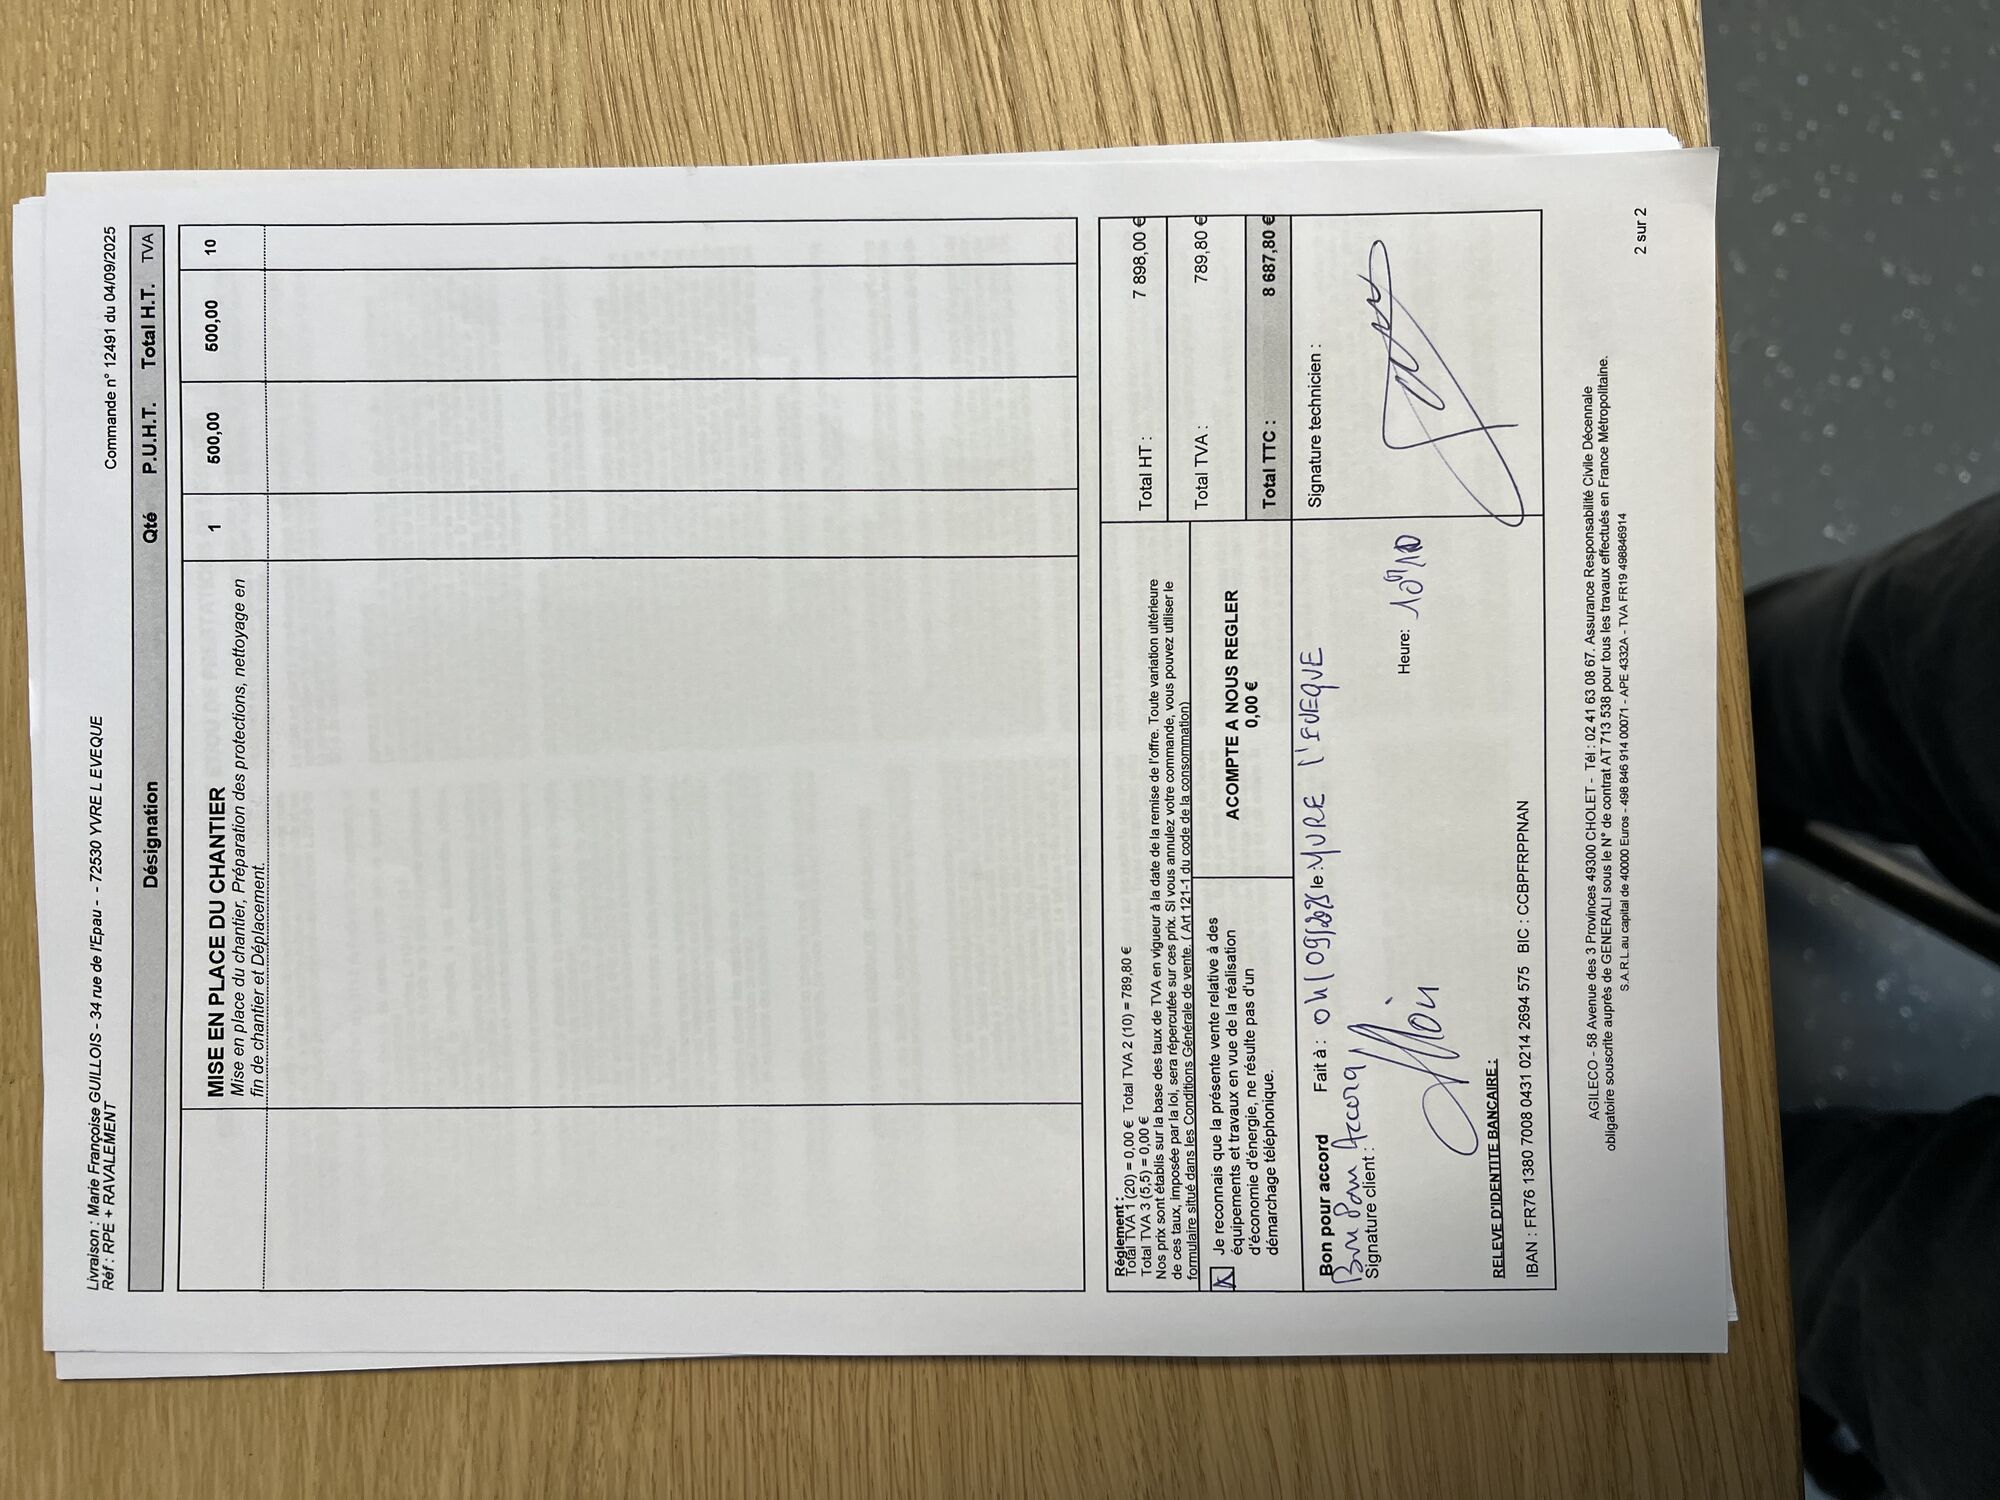 Livraison : Marie Françoise GUILLOIS - 34 rue de l'Epau - - 72530 YVRE L EVEQUE
Réf : RPE + RAVALEMENT
Commande n° 12491 du 04/09/2025
Désignation Qté P.U.H.T. Total H.T. TVA
MISE EN PLACE DU CHANTIER 1 500,00 500,00 10
Mise en place du chantier, Préparation des protections, nettoyage en
fin de chantier et Déplacement.
Règlement :
Total TVA 1 (20) = 0,00 € Total TVA 2 (10) = 789,80 €
Total TVA 3 (5,5) = 0,00 €
Nos prix sont établis sur la base des taux de TVA en vigueur à la date de la remise de l'offre. Toute variation ultérieure
de ces taux, imposée par la loi, sera répercutée sur ces prix. Si vous annulez votre commande, vous pouvez utiliser le
formulaire situé dans les Conditions Générale de vente. ( Art 121-1 du code de la consommation)
Total HT : 7 898,00 €
Total TVA : 789,80 €
Total TTC : 8 687,80 €
X Je reconnais que la présente vente relative à des
équipements et travaux en vue de la réalisation
d'économie d'énergie, ne résulte pas d'un
démarchage téléphonique.
ACOMPTE A NOUS REGLER
0,00 €
Bon pour accord Fait à : 04/09/2025 le : YVRE L'EVEQUE
Bon Pour Accord
Signature client :
Heure:
Signature technicien :
RELEVE D'IDENTITE BANCAIRE :
IBAN : FR76 1380 7008 0431 0214 2694 575 BIC : CCBPFRPPNAN
AGILECO - 58 Avenue des 3 Provinces 49300 CHOLET - Tél : 02 41 63 08 67. Assurance Responsabilité Civile Décennale
obligatoire souscrite auprès de GENERALI sous le N° de contrat AT 713 538 pour tous les travaux effectués en France Métropolitaine.
S.A.R.L au capital de 40000 Euros - 498 846 914 00071 - APE 4332A - TVA FR19 498846914
2 sur 2